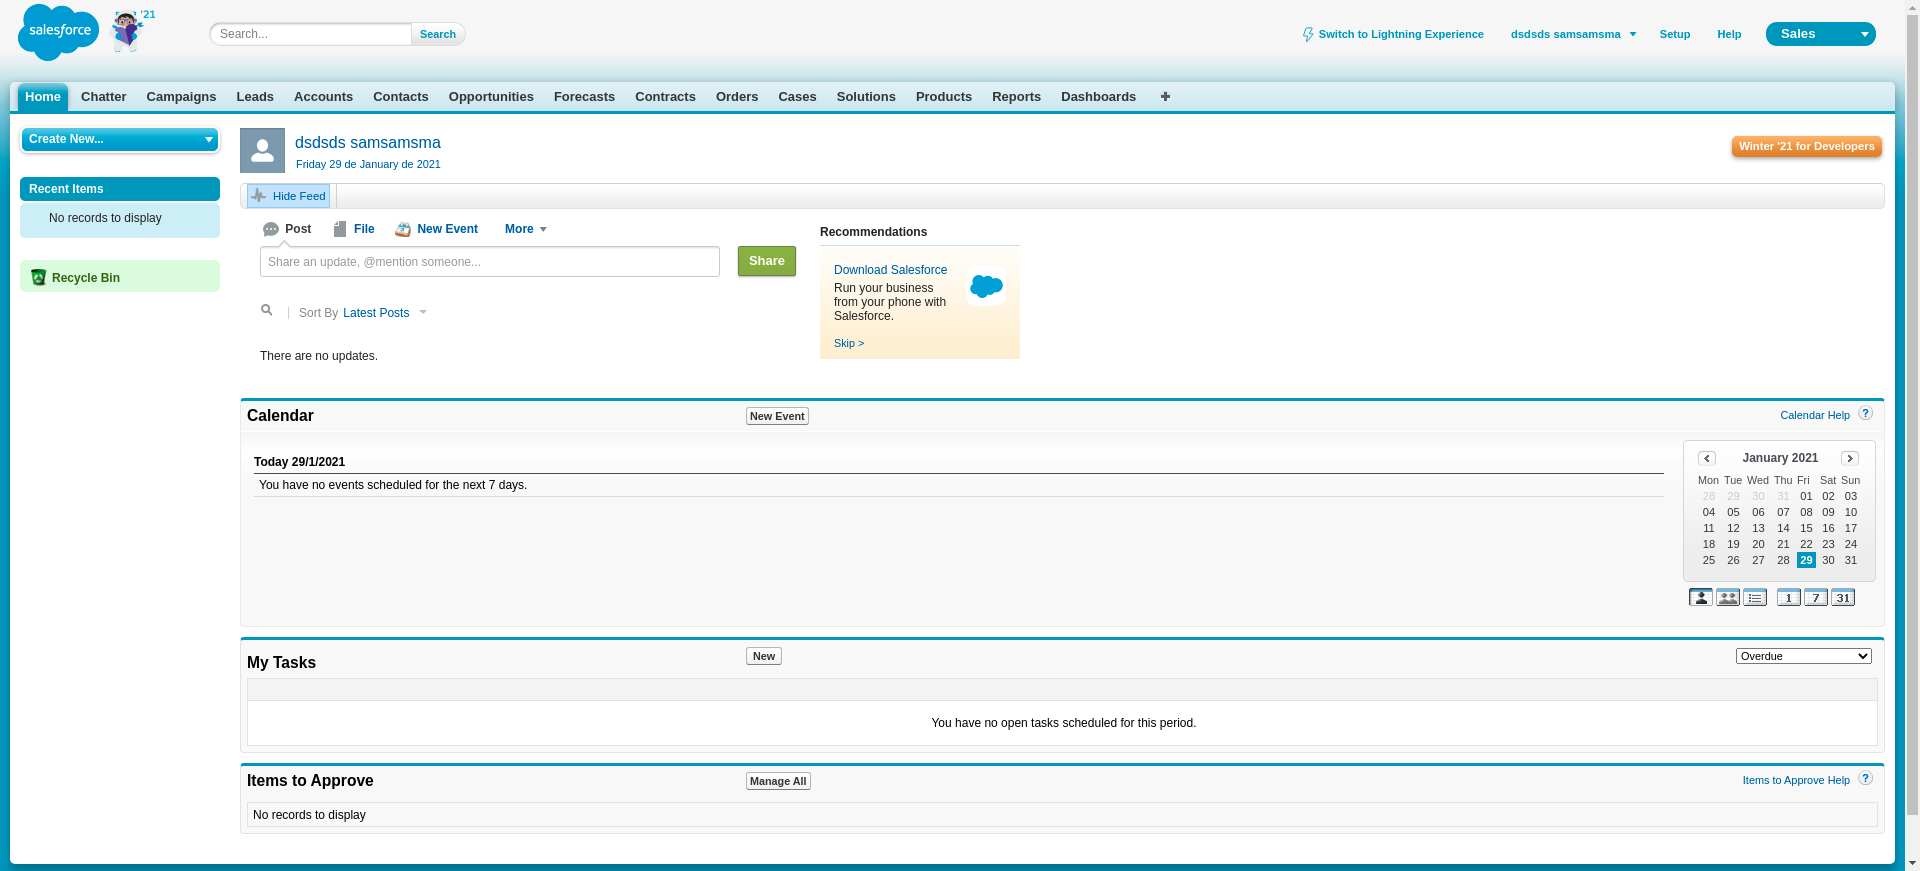 salesforce
'21
Search...
Search
Switch to Lightning Experience
dsdsds samsamsma
Setup
Help
Sales
Home
Chatter
Campaigns
Leads
Accounts
Contacts
Opportunities
Forecasts
Contracts
Orders
Cases
Solutions
Products
Reports
Dashboards
Create New...
Recent Items
No records to display
Recycle Bin
dsdsds samsamsma
Friday 29 de January de 2021
Winter '21 for Developers
Hide Feed
Post
File
New Event
More
Share an update, @mention someone...
Share
Sort By Latest Posts
There are no updates.
Recommendations
Download Salesforce
Run your business
from your phone with
Salesforce.
Skip >
Calendar
New Event
Calendar Help
?
Today 29/1/2021
You have no events scheduled for the next 7 days.
January 2021
Mon Tue Wed Thu Fri Sat Sun
28 29 30 31 01 02 03
04 05 06 07 08 09 10
11 12 13 14 15 16 17
18 19 20 21 22 23 24
25 26 27 28 29 30 31
1 7 31
My Tasks
New
Overdue
You have no open tasks scheduled for this period.
Items to Approve
Manage All
Items to Approve Help
?
No records to display